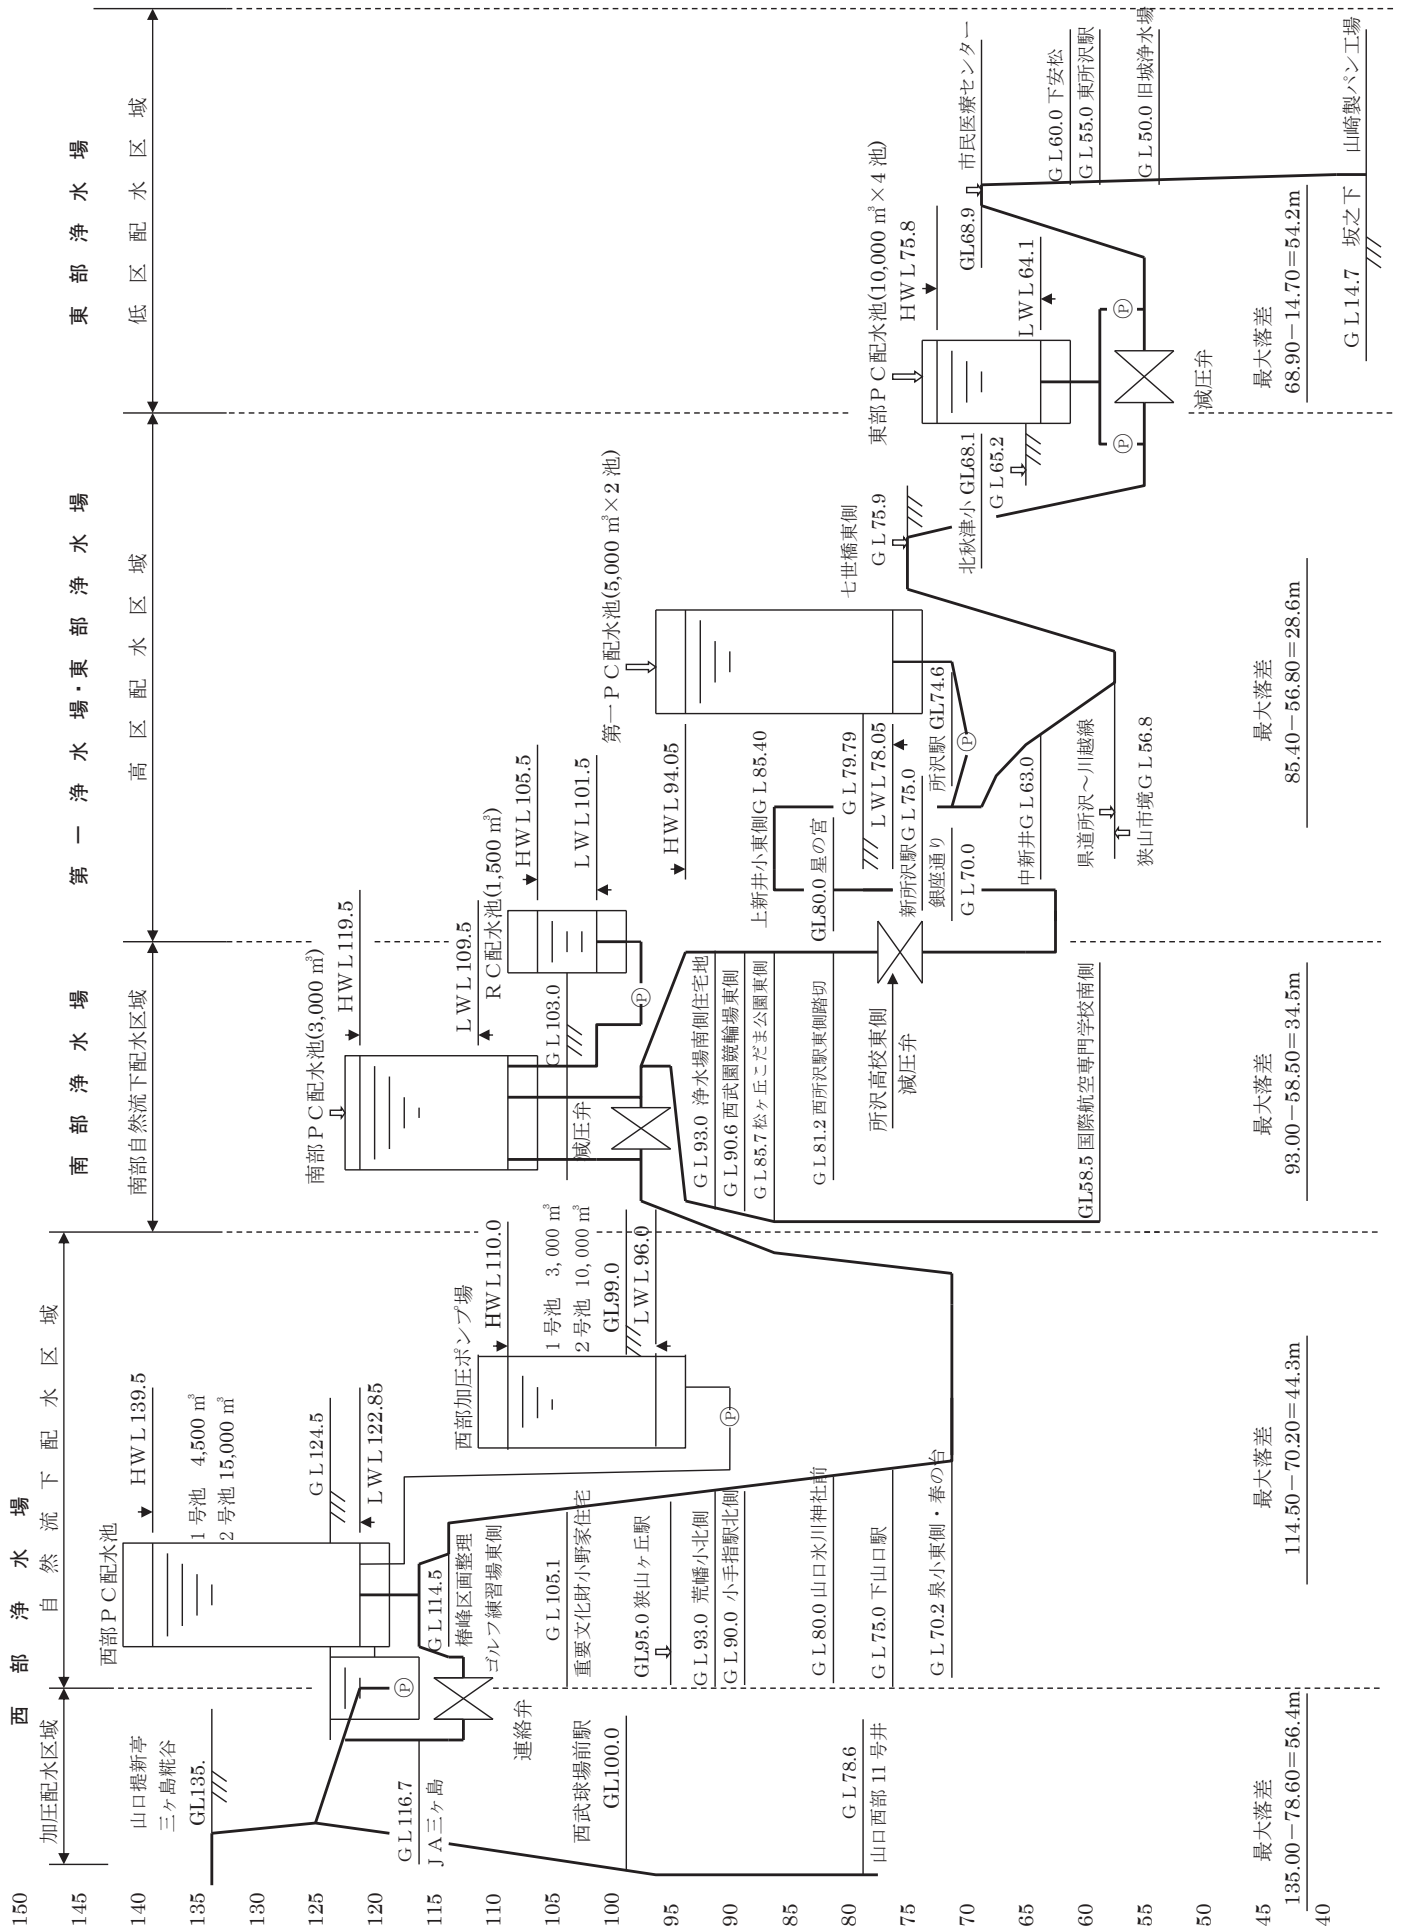 西部浄水場
南部浄水場
第一浄水場・東部浄水場
東部浄水場
加圧配水区域
自然流下配水区域
南部自然流下配水区域
高区配水区域
低区配水区域
150
145
140
135
130
125
120
115
110
105
100
95
90
85
80
75
70
65
60
55
50
45
40
山口提新亭
三ヶ島糀谷
GL135.
GL116.7
JA三ヶ島
西武球場前駅
GL100.0
GL78.6
山口西部11号井
連絡弁
P
最大落差
135.00−78.60=56.4m
西部PC配水池
HWL139.5
1号池 4,500㎥
2号池 15,000㎥
GL124.5
LWL122.85
GL114.5
椿峰区画整理
ゴルフ練習場東側
GL105.1
重要文化財小野家住宅
GL95.0 狭山ヶ丘駅
GL93.0 荒幡小北側
GL90.0 小手指駅北側
GL80.0 山口氷川神社前
GL75.0 下山口駅
GL70.2 泉小東側・春の台
西部加圧ポンプ場
HWL110.0
1号池 3,000㎥
2号池 10,000㎥
GL99.0
LWL96.0
P
最大落差
114.50−70.20=44.3m
南部PC配水池(3,000㎥)
HWL119.5
LWL109.5
RC配水池(1,500㎥)
HWL105.5
LWL101.5
GL103.0
P
減圧弁
GL93.0 浄水場南側住宅地
GL90.6 西武園競輪場東側
GL85.7 松ヶ丘こだま公園東側
GL81.2 西所沢駅東側踏切
所沢高校東側
減圧弁
GL58.5 国際航空専門学校南側
最大落差
93.00−58.50=34.5m
第一PC配水池(5,000㎥×2池)
HWL94.05
上新井小東側GL85.40
GL79.79
GL80.0 星の宮
LWL78.05
新所沢駅GL75.0
所沢駅 GL74.6
銀座通り
GL70.0
P
中新井GL63.0
県道所沢～川越線
狭山市境GL56.8
七世橋東側
GL75.9
北秋津小GL68.1
GL65.2
最大落差
85.40−56.80=28.6m
東部PC配水池(10,000㎥×4池)
HWL75.8
LWL64.1
P
P
減圧弁
GL68.9 市民医療センター
GL60.0 下安松
GL55.0 東所沢駅
GL50.0 旧城浄水場
GL14.7 坂之下 山崎製パン工場
最大落差
68.90−14.70=54.2m